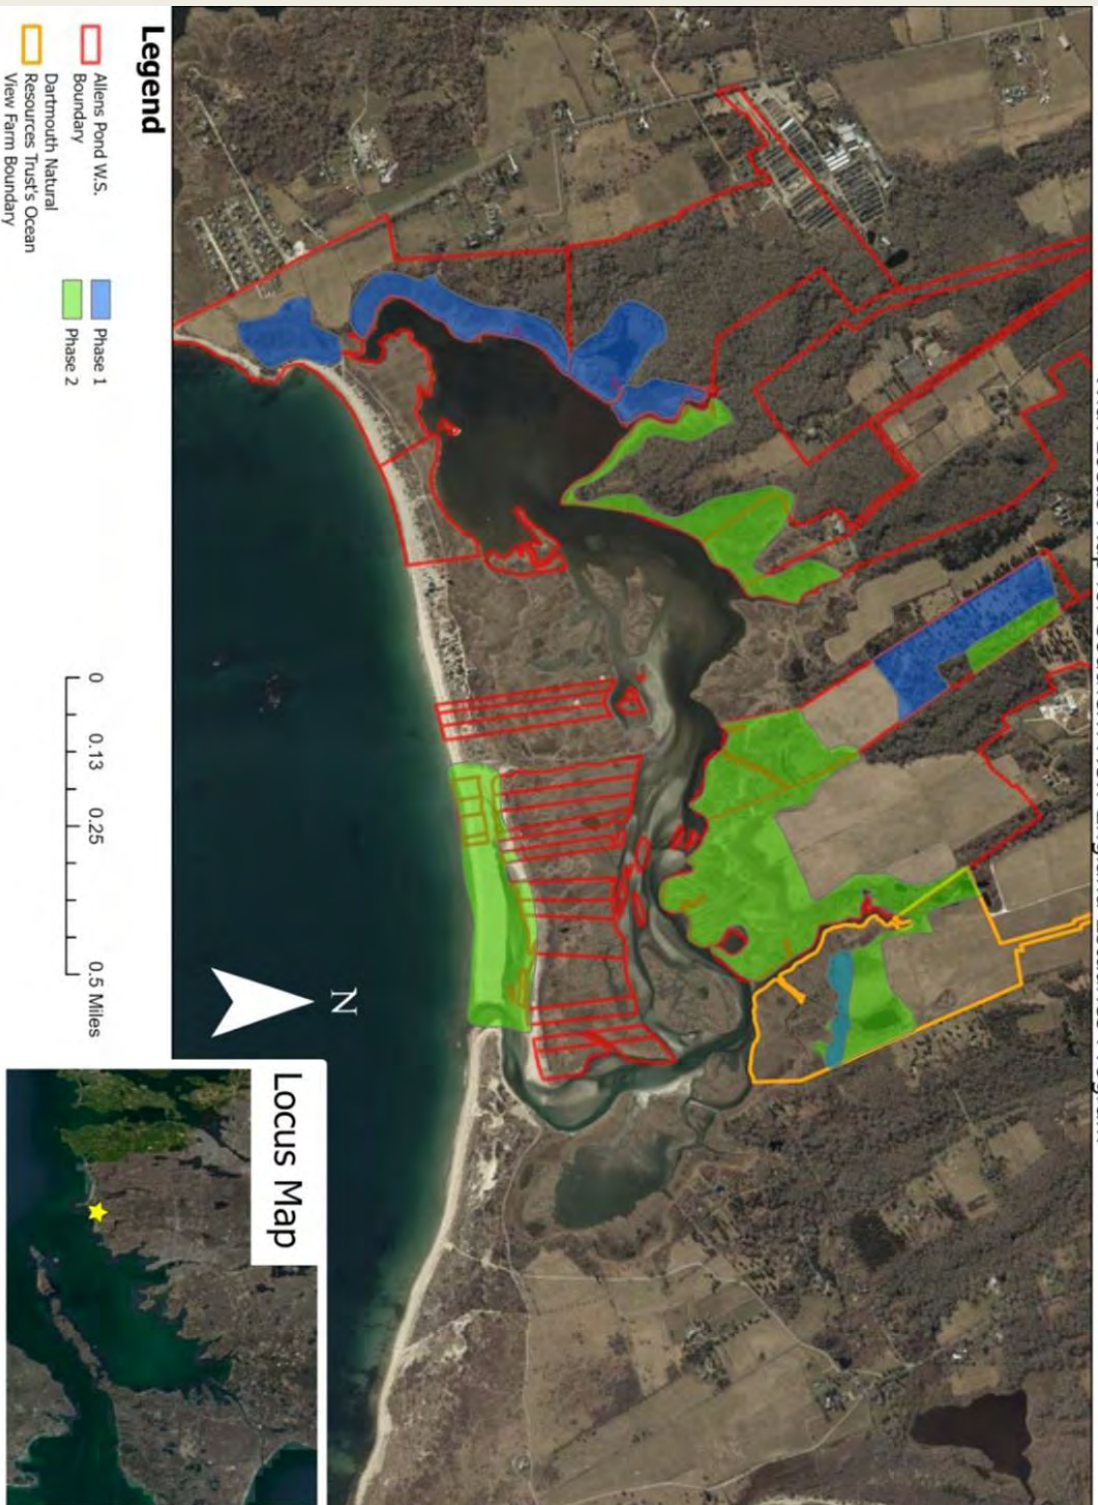 Legend
Allens Pond W.S.
Boundary
Dartmouth Natural
Resources Trust's Ocean
View Farm Boundary
Phase 1
Phase 2
0 0.13 0.25 0.5 Miles
N
Locus Map